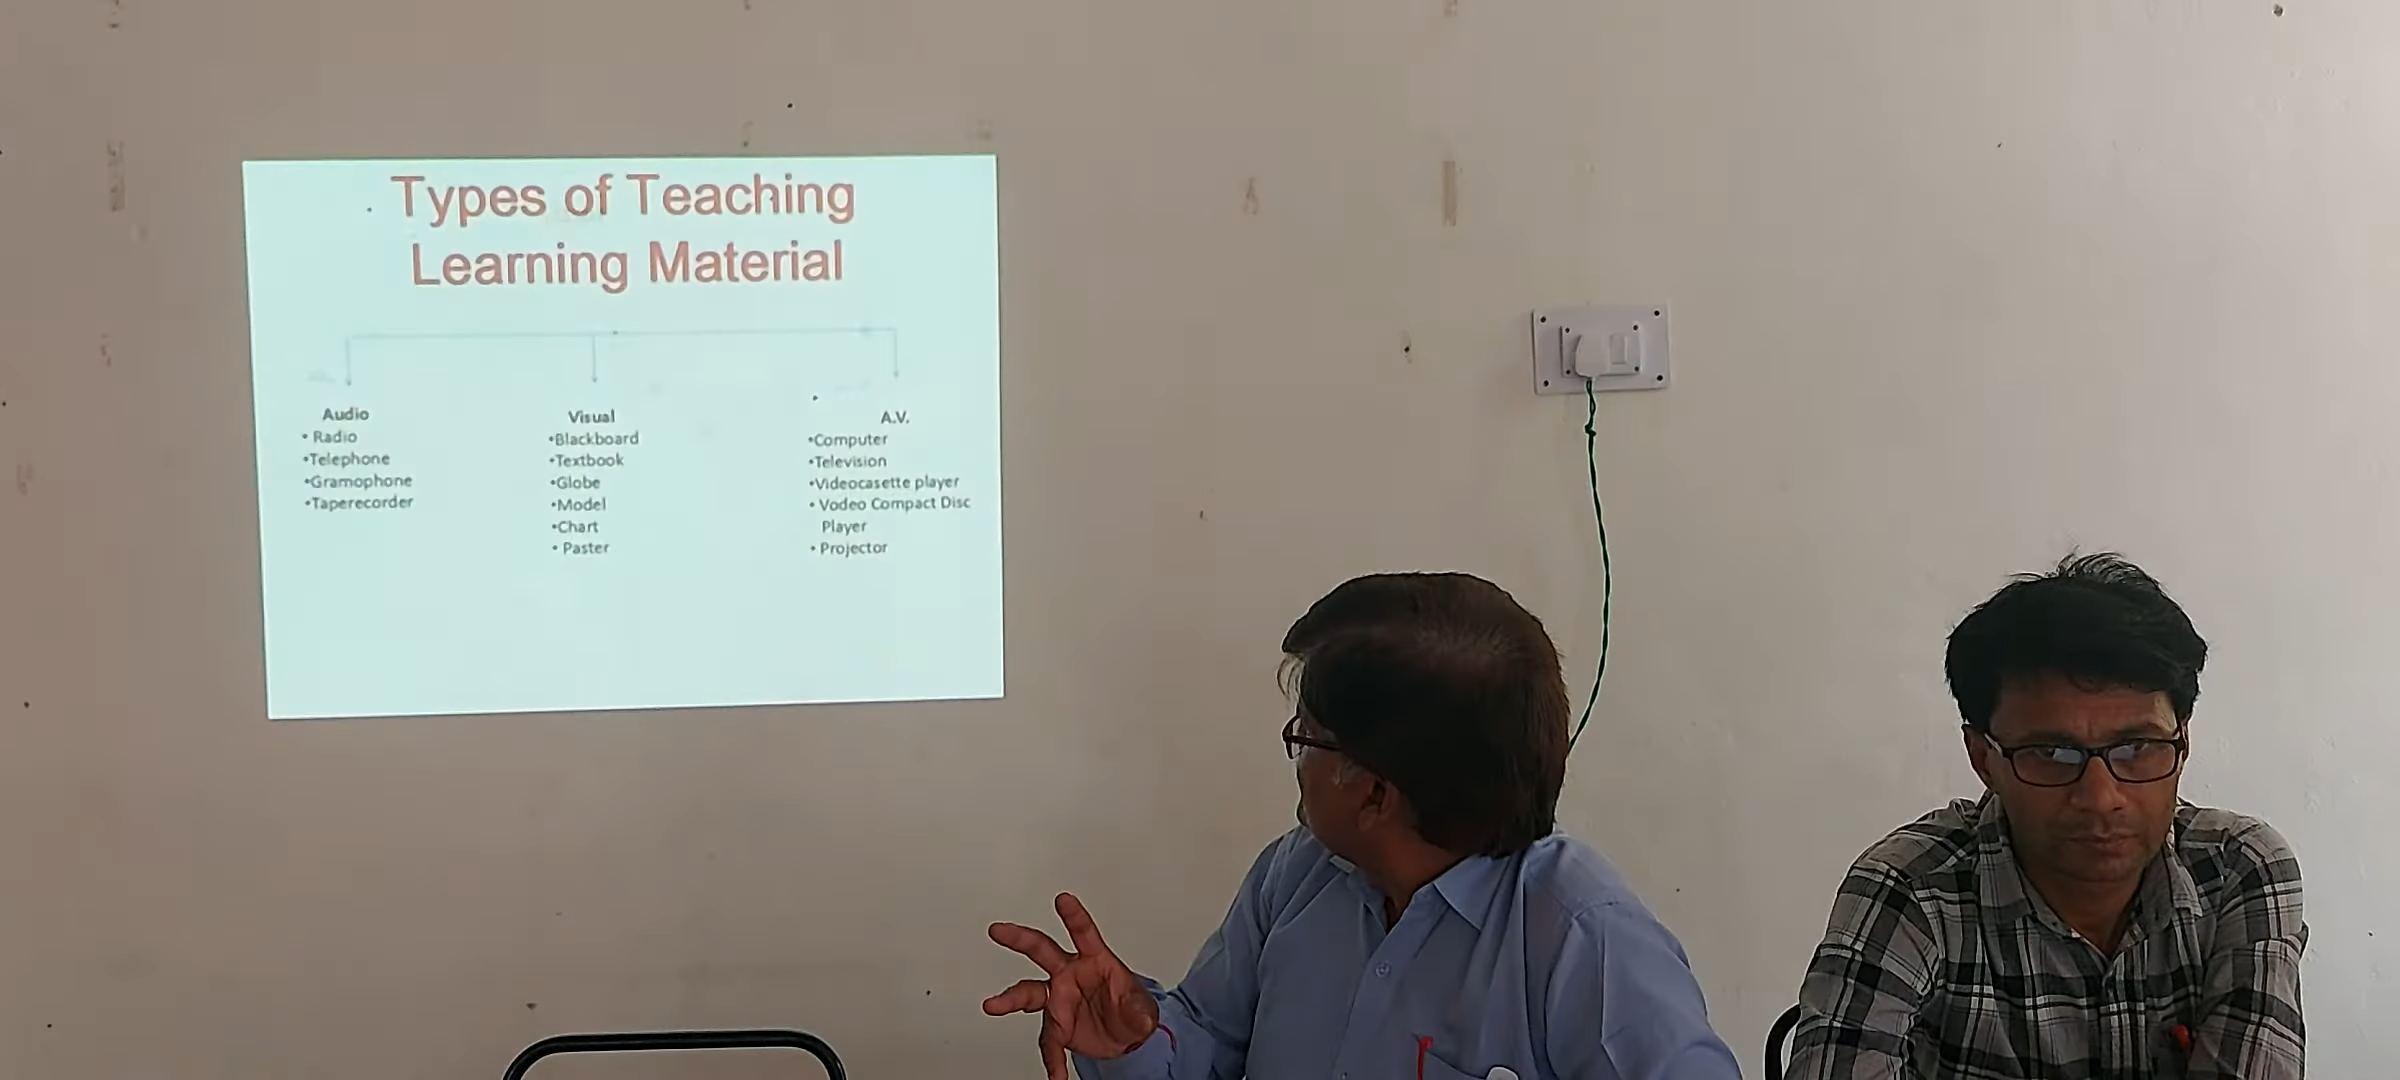 Types of Teaching
Learning Material
Audio
• Radio
•Telephone
•Gramophone
•Taperecorder
Visual
•Blackboard
•Textbook
•Globe
•Model
•Chart
• Paster
A.V.
•Computer
•Television
•Videocasette player
• Vodeo Compact Disc
Player
• Projector